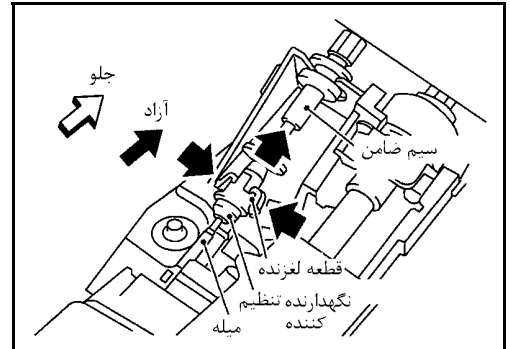 جلو
آزاد
سیم ضامن
قطعه لغزنده
نگهدارنده تنظیم
کننده
میله